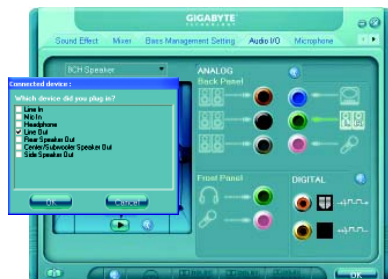 GIGABYTE
TECHNOLOGY
Sound Effect Mixer Bass Management Setting Audio I/O Microphone
8CH Speaker
ANALOG
Back Panel
Connected device :
Which device did you plug in?
Line In
Mic In
Headphone
Line Out
Rear Speaker Out
Center/Subwoofer Speaker Out
Side Speaker Out
OK Cancel
Front Panel
DIGITAL
OK